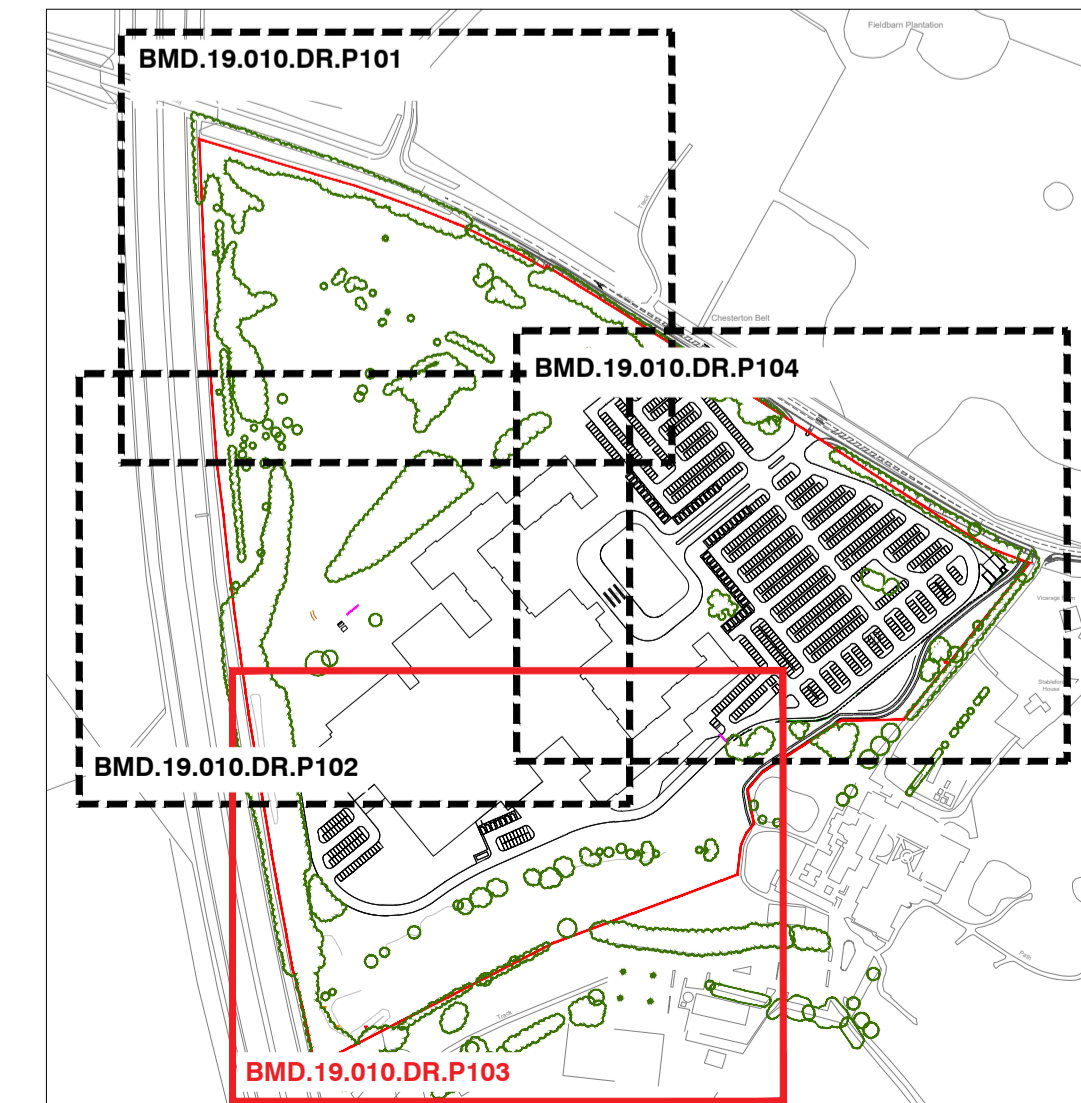 Fieldbarn Plantation
BMD.19.010.DR.P101
Track
Chesterton Belt
BMD.19.010.DR.P104
House
BMD.19.010.DR.P102
Path
Track
BMD.19.010.DR.P103